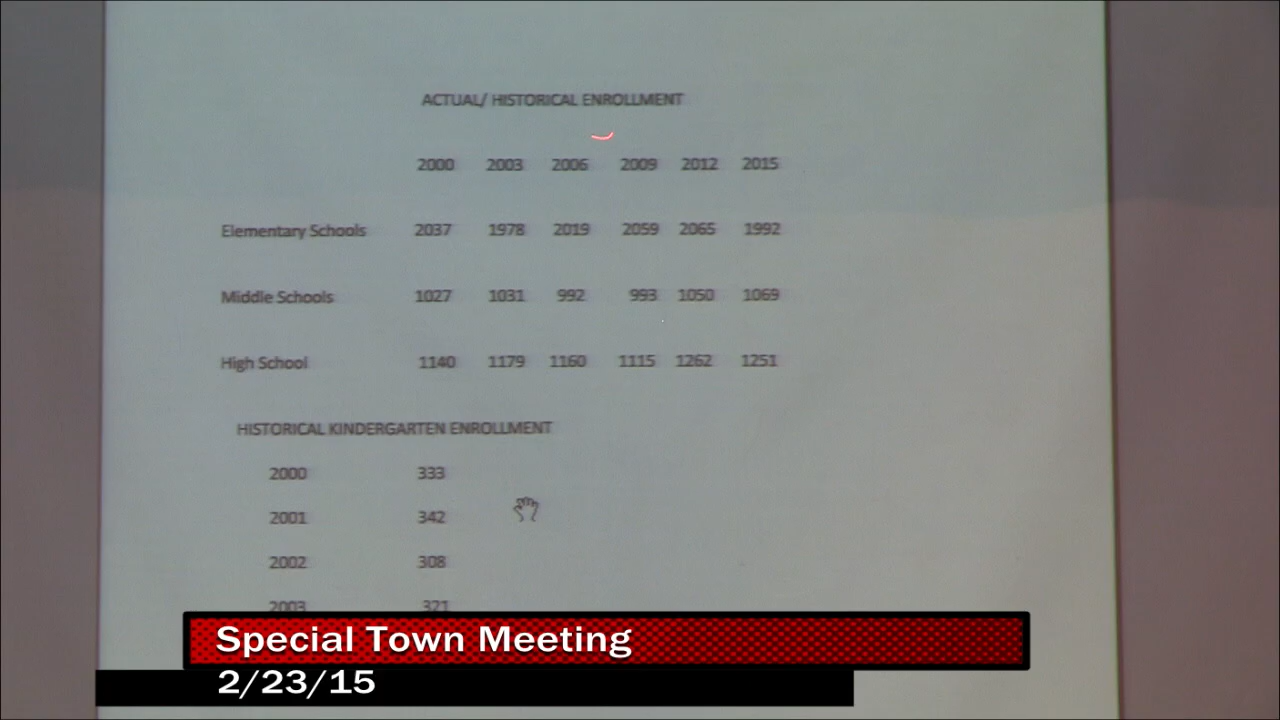 ACTUAL/ HISTORICAL ENROLLMENT
2000 2003 2006 2009 2012 2015
Elementary Schools 2037 1978 2019 2059 2065 1992
Middle Schools 1027 1031 992 993 1050 1069
High School 1140 1179 1160 1115 1262 1251
HISTORICAL KINDERGARTEN ENROLLMENT
2000 333
2001 342
2002 308
2003 321
Special Town Meeting
2/23/15